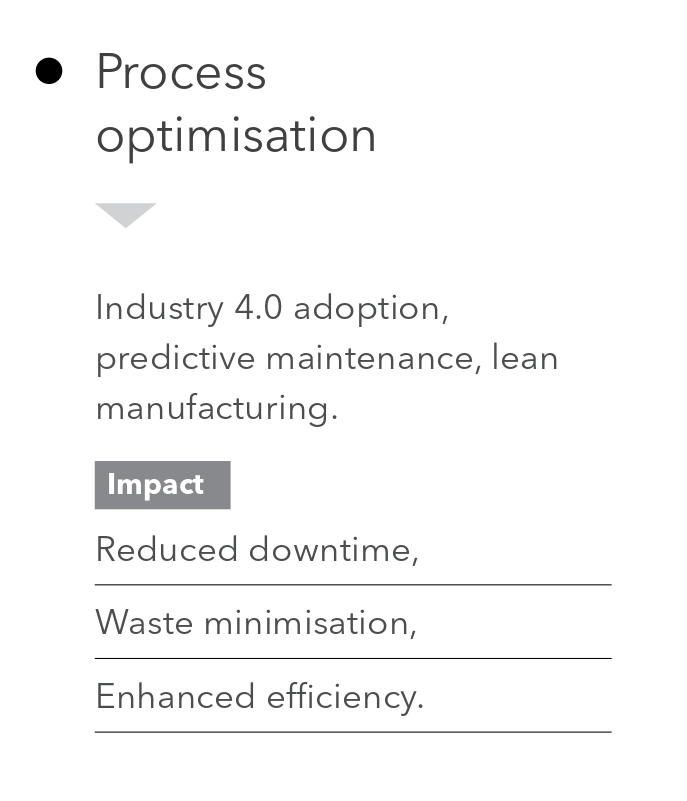 Process
optimisation
Industry 4.0 adoption,
predictive maintenance, lean
manufacturing.
Impact
Reduced downtime,
Waste minimisation,
Enhanced efficiency.